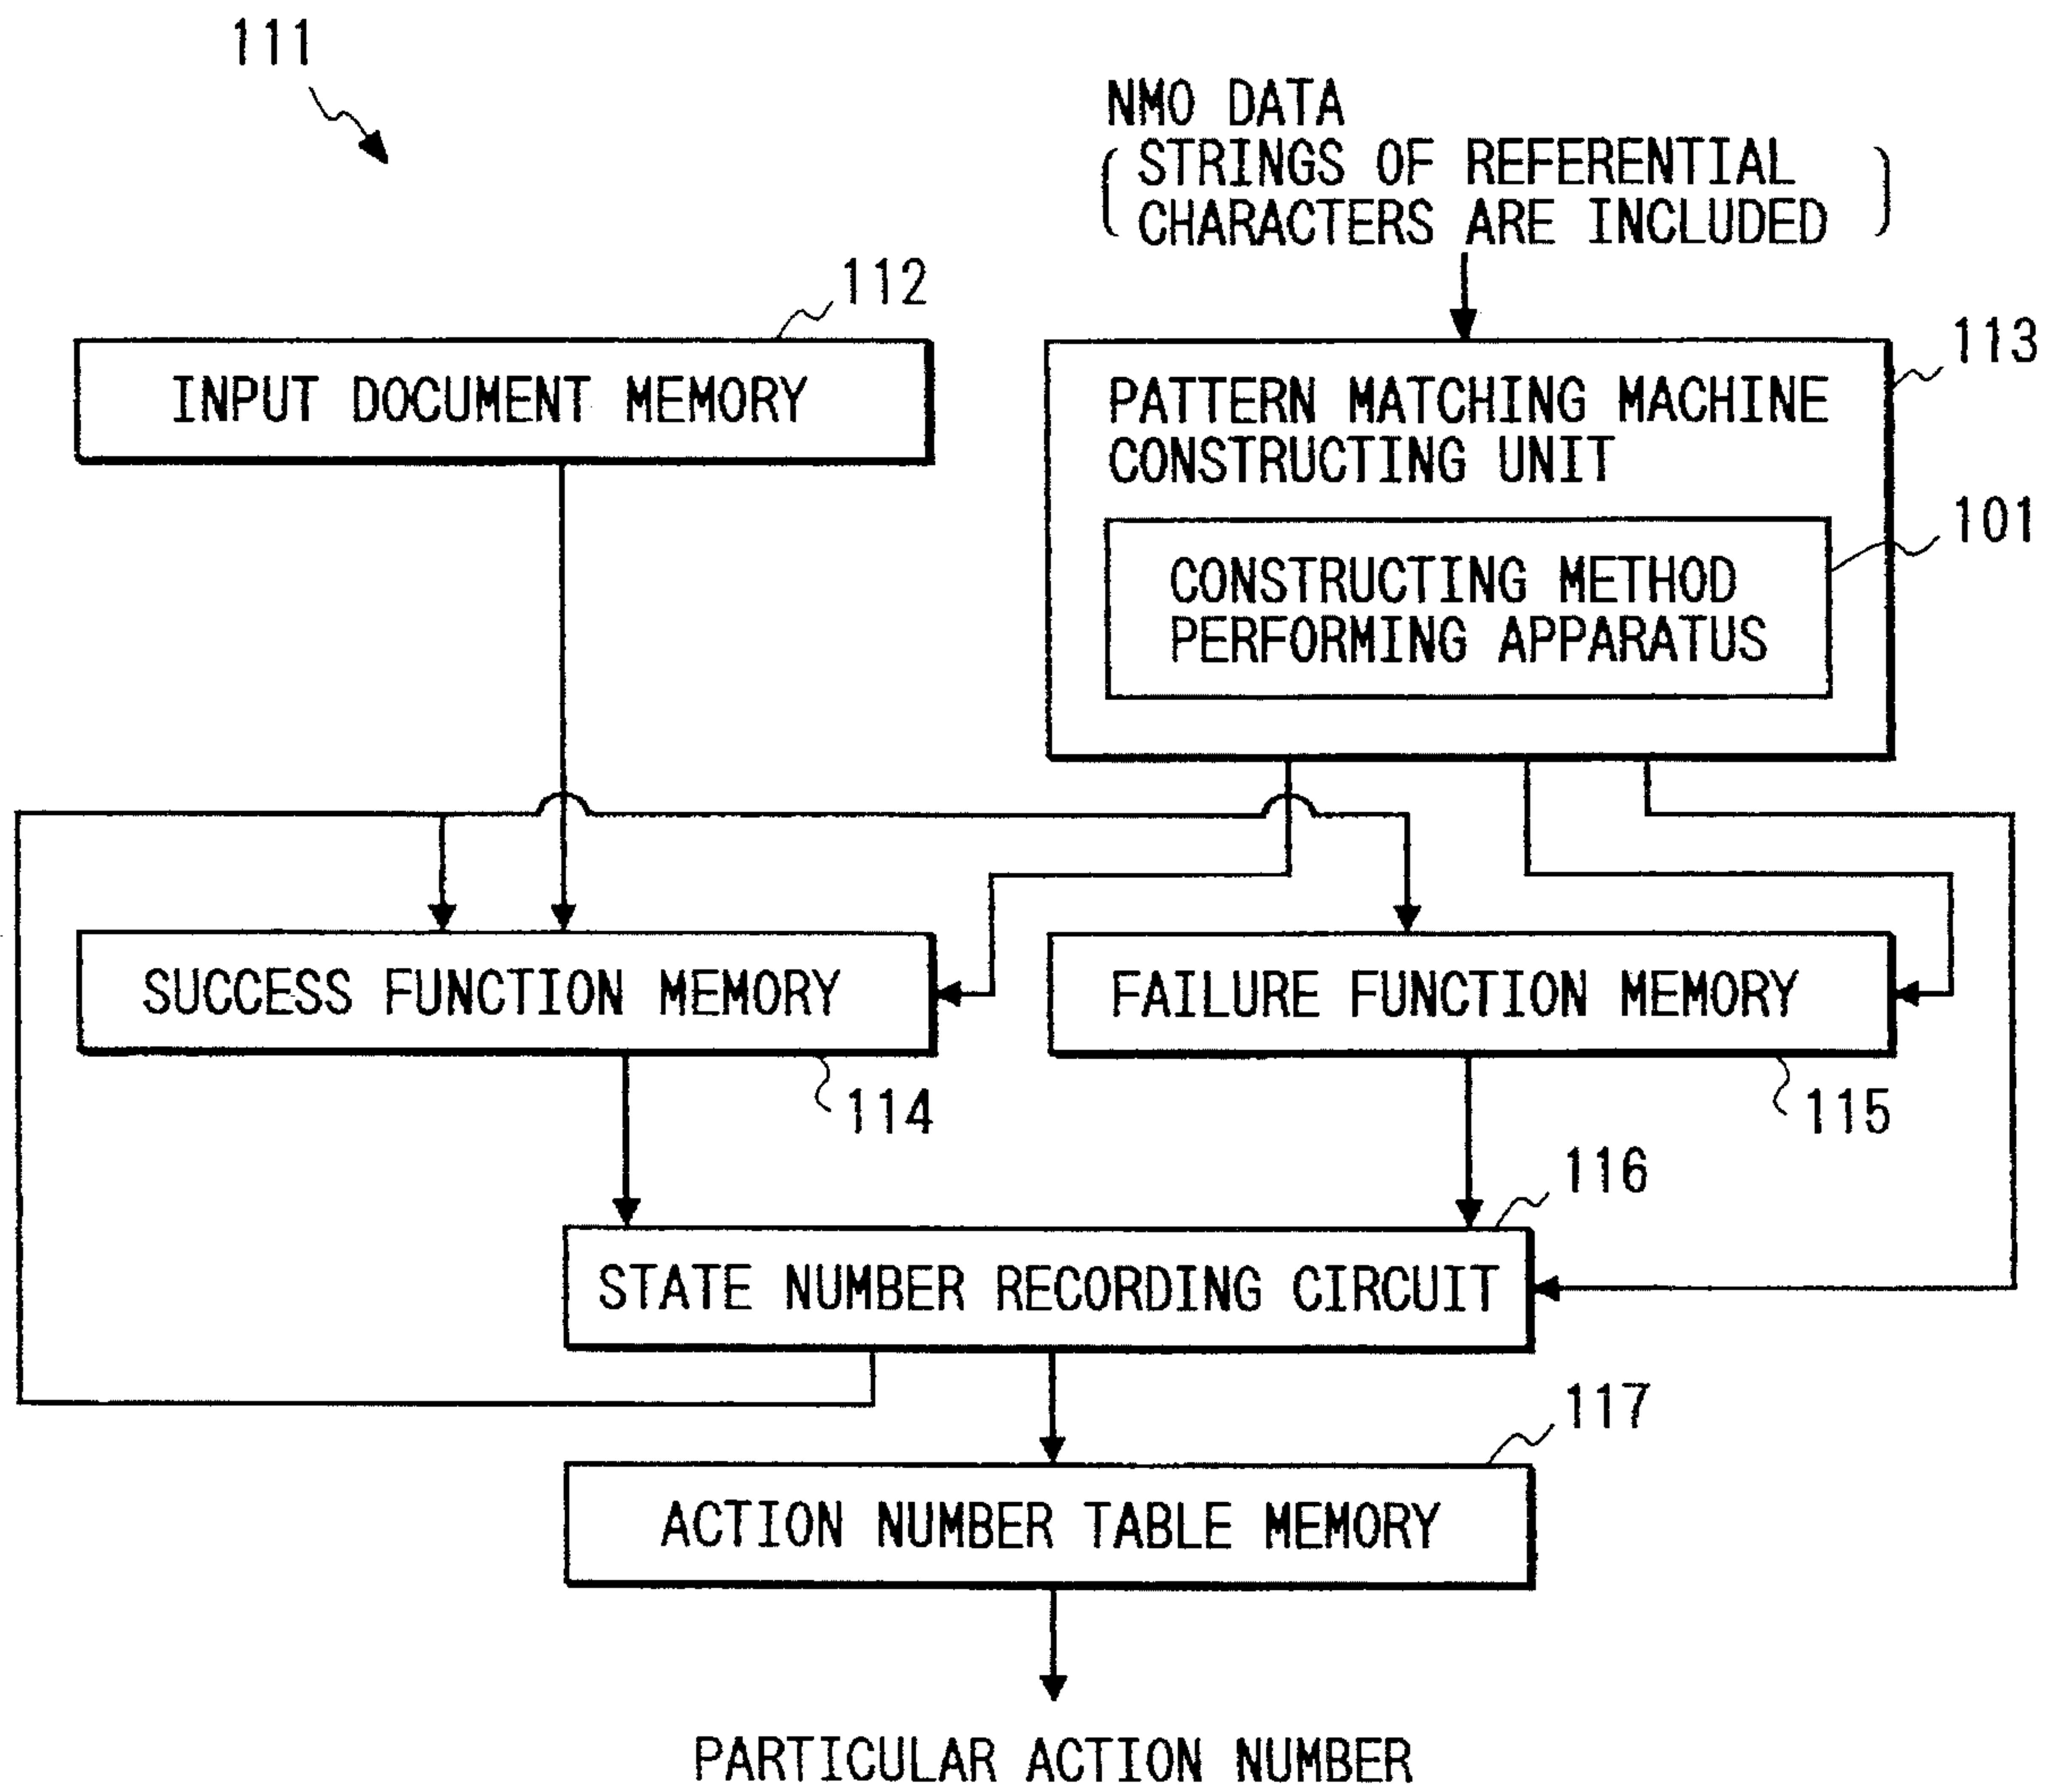 111
NMO DATA
STRINGS OF REFERENTIAL
CHARACTERS ARE INCLUDED
112
INPUT DOCUMENT MEMORY
113
PATTERN MATCHING MACHINE
CONSTRUCTING UNIT
101
CONSTRUCTING METHOD
PERFORMING APPARATUS
SUCCESS FUNCTION MEMORY
FAILURE FUNCTION MEMORY
114
115
116
STATE NUMBER RECORDING CIRCUIT
117
ACTION NUMBER TABLE MEMORY
PARTICULAR ACTION NUMBER